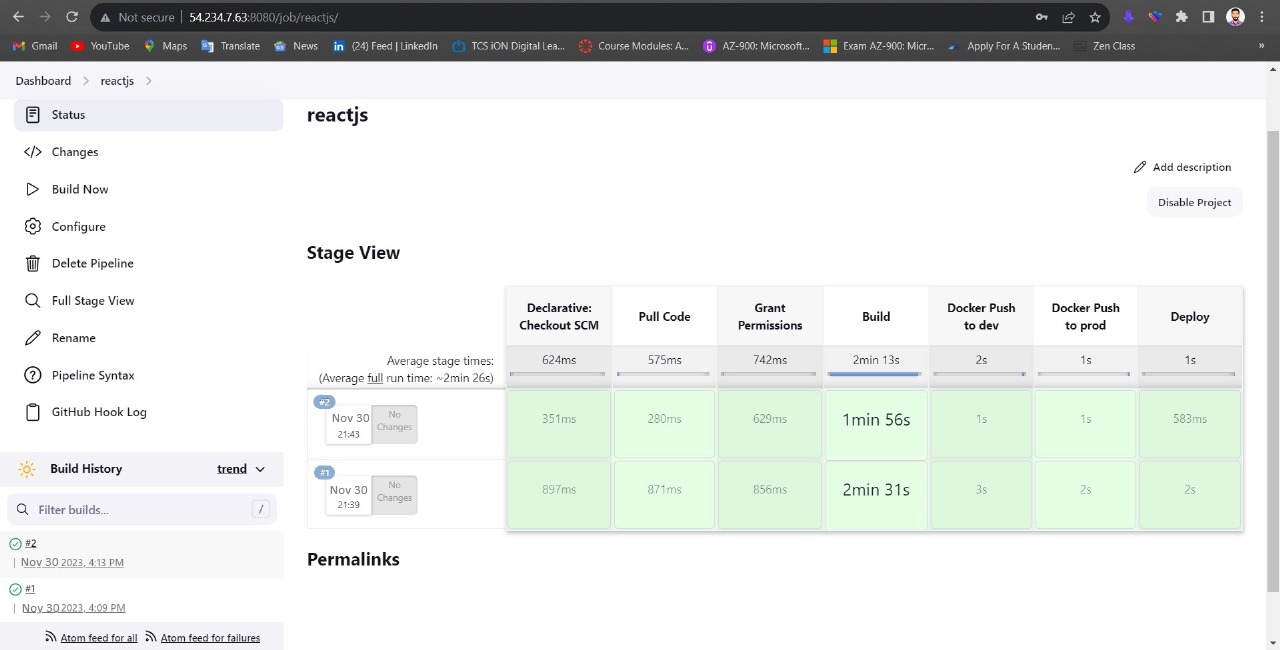 Not secure 54.234.7.63:8080/job/reactjs/
Gmail YouTube Maps Translate News (24) Feed | LinkedIn TCS iON Digital Lea... Course Modules: A... AZ-900: Microsoft... Exam AZ-900: Micr... Apply For A Studen... Zen Class »
Dashboard reactjs
Status
Changes
Build Now
Configure
Delete Pipeline
Full Stage View
Rename
Pipeline Syntax
GitHub Hook Log
Build History trend
Filter builds... /
#2
Nov 30 2023, 4:13 PM
#1
Nov 30 2023, 4:09 PM
Atom feed for all Atom feed for failures
reactjs
Add description
Disable Project
Stage View
Declarative: Checkout SCM Pull Code Grant Permissions Build Docker Push to dev Docker Push to prod Deploy
Average stage times: 624ms 575ms 742ms 2min 13s 2s 1s 1s
(Average full run time: ~2min 26s)
#2
Nov 30 21:43 No Changes 351ms 280ms 629ms 1min 56s 1s 1s 583ms
#1
Nov 30 21:39 No Changes 897ms 871ms 856ms 2min 31s 3s 2s 2s
Permalinks